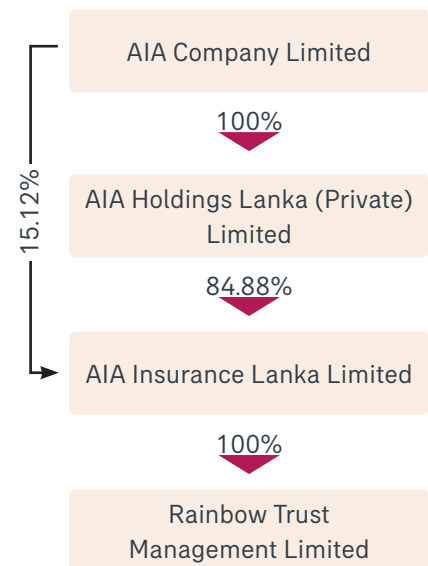 AIA Company Limited
100%
15.12%
AIA Holdings Lanka (Private)
Limited
84.88%
AIA Insurance Lanka Limited
100%
Rainbow Trust
Management Limited